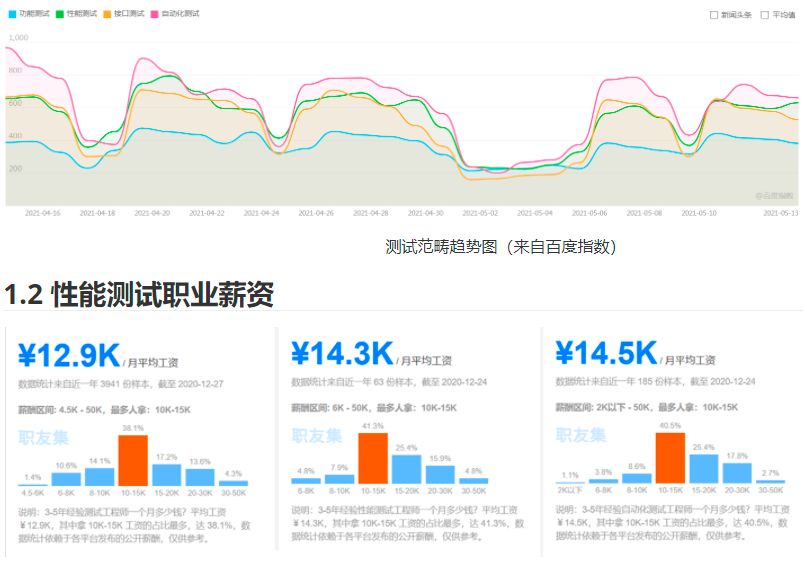 功能测试 性能测试 接口测试 自动化测试 新闻头条 平均值
1,000
800
600
400
200
@百度指数
2021-04-16 2021-04-18 2021-04-20 2021-04-22 2021-04-24 2021-04-26 2021-04-28 2021-04-30 2021-05-02 2021-05-04 2021-05-06 2021-05-08 2021-05-10 2021-05-13
测试范畴趋势图（来自百度指数）
1.2 性能测试职业薪资
¥12.9K / 月平均工资
数据统计来自近一年 3941 份样本，截至 2020-12-27
薪酬区间: 4.5K - 50K，最多人拿：10K-15K
职友集
1.4% 10.6% 14.1% 38.1% 17.2% 13.6% 4.3%
4.5-6K 6-8K 8-10K 10-15K 15-20K 20-30K 30-50K
说明：3-5年经验测试工程师一个月多少钱？平均工资
￥12.9K，其中拿 10K-15K 工资的占比最多，达 38.1%，数
据统计依赖于各平台发布的公开薪酬，仅供参考。
¥14.3K / 月平均工资
数据统计来自近一年 63 份样本，截至 2020-12-24
薪酬区间: 6K - 50K，最多人拿：10K-15K
职友集
4.8% 7.9% 41.3% 25.4% 15.9% 4.8%
6-8K 8-10K 10-15K 15-20K 20-30K 30-50K
说明：3-5年经验性能测试工程师一个月多少钱？平均工资
￥14.3K，其中拿 10K-15K 工资的占比最多，达 41.3%，数
据统计依赖于各平台发布的公开薪酬，仅供参考。
¥14.5K / 月平均工资
数据统计来自近一年 185 份样本，截至 2020-12-24
薪酬区间: 2K以下 - 50K，最多人拿：10K-15K
职友集
1.1% 3.8% 8.6% 40.5% 25.4% 17.8% 2.7%
2K以下 6-8K 8-10K 10-15K 15-20K 20-30K 30-50K
说明：3-5年经验自动化测试工程师一个月多少钱？平均工资
￥14.5K，其中拿 10K-15K 工资的占比最多，达 40.5%，数
据统计依赖于各平台发布的公开薪酬，仅供参考。